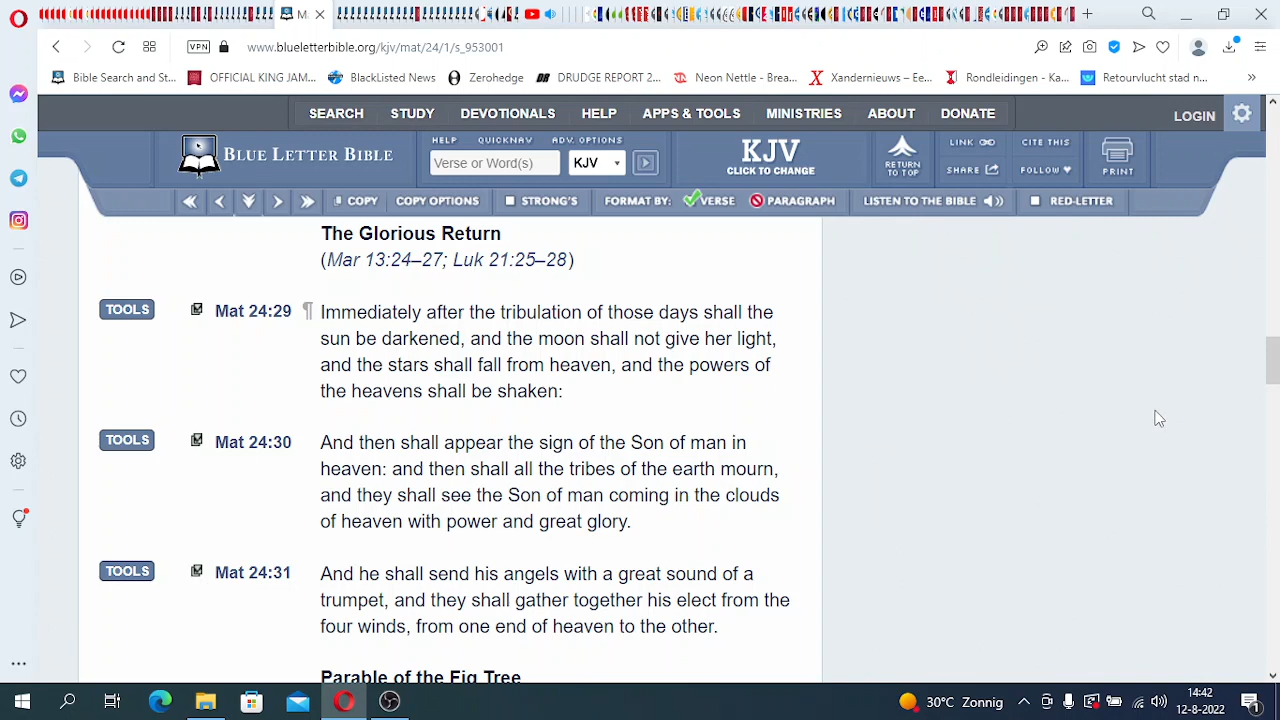 M
www.blueletterbible.org/kjv/mat/24/1/s_953001
VPN
Bible Search and St...
OFFICIAL KING JAM...
BlackListed News
Zerohedge
DRUDGE REPORT 2...
Neon Nettle - Brea...
Xandernieuws – Ee...
Rondleidingen - Ka...
Retourvlucht stad n...
SEARCH STUDY DEVOTIONALS HELP APPS & TOOLS MINISTRIES ABOUT DONATE
LOGIN
BLUE LETTER BIBLE
HELP QUICKNAV ADV. OPTIONS
Verse or Word(s)
KJV
KJV
CLICK TO CHANGE
RETURN
TO TOP
LINK
CITE THIS
SHARE
FOLLOW
PRINT
COPY
COPY OPTIONS
STRONG'S
FORMAT BY:
VERSE
PARAGRAPH
LISTEN TO THE BIBLE
RED-LETTER
The Glorious Return
(Mar 13:24–27; Luk 21:25–28)
TOOLS
Mat 24:29
¶ Immediately after the tribulation of those days shall the
sun be darkened, and the moon shall not give her light,
and the stars shall fall from heaven, and the powers of
the heavens shall be shaken:
TOOLS
Mat 24:30
And then shall appear the sign of the Son of man in
heaven: and then shall all the tribes of the earth mourn,
and they shall see the Son of man coming in the clouds
of heaven with power and great glory.
TOOLS
Mat 24:31
And he shall send his angels with a great sound of a
trumpet, and they shall gather together his elect from the
four winds, from one end of heaven to the other.
Parable of the Fig Tree
30°C Zonnig
14:42
12-8-2022
1